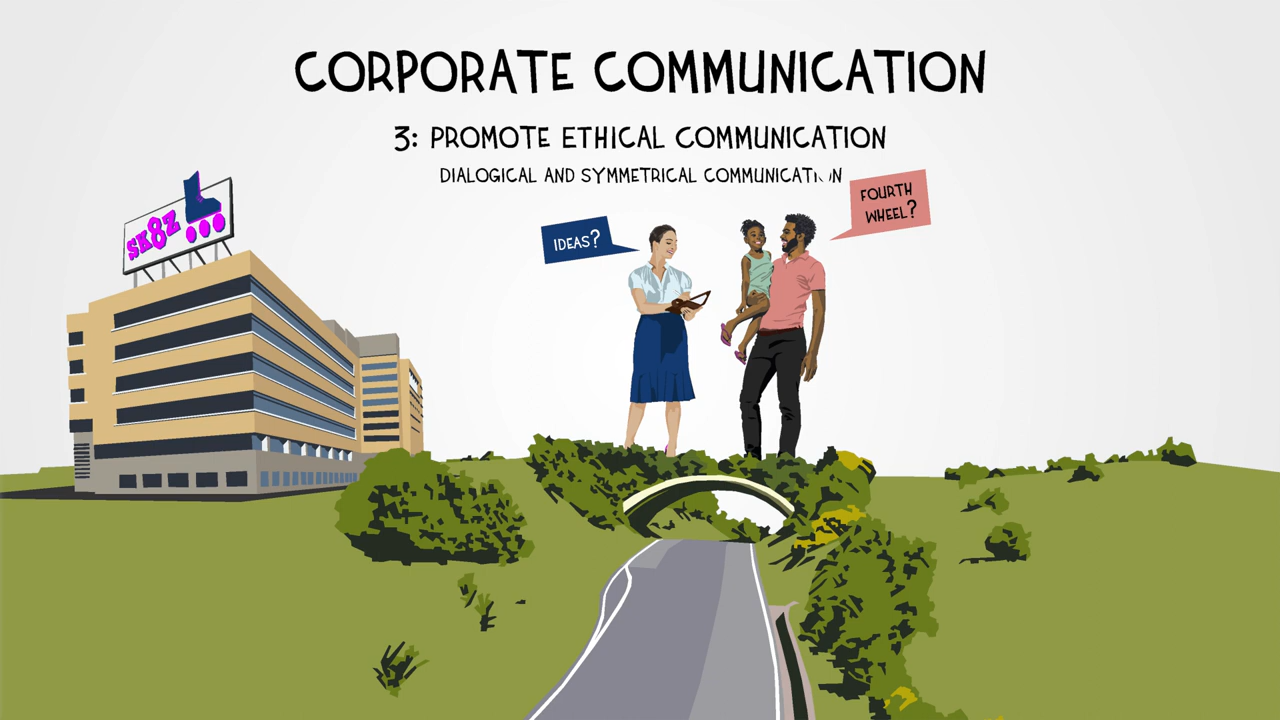 CORPORATE COMMUNICATION
3: PROMOTE ETHICAL COMMUNICATION
DIALOGICAL AND SYMMETRICAL COMMUNICATION
SK8Z
IDEAS?
FOURTH
WHEEL?